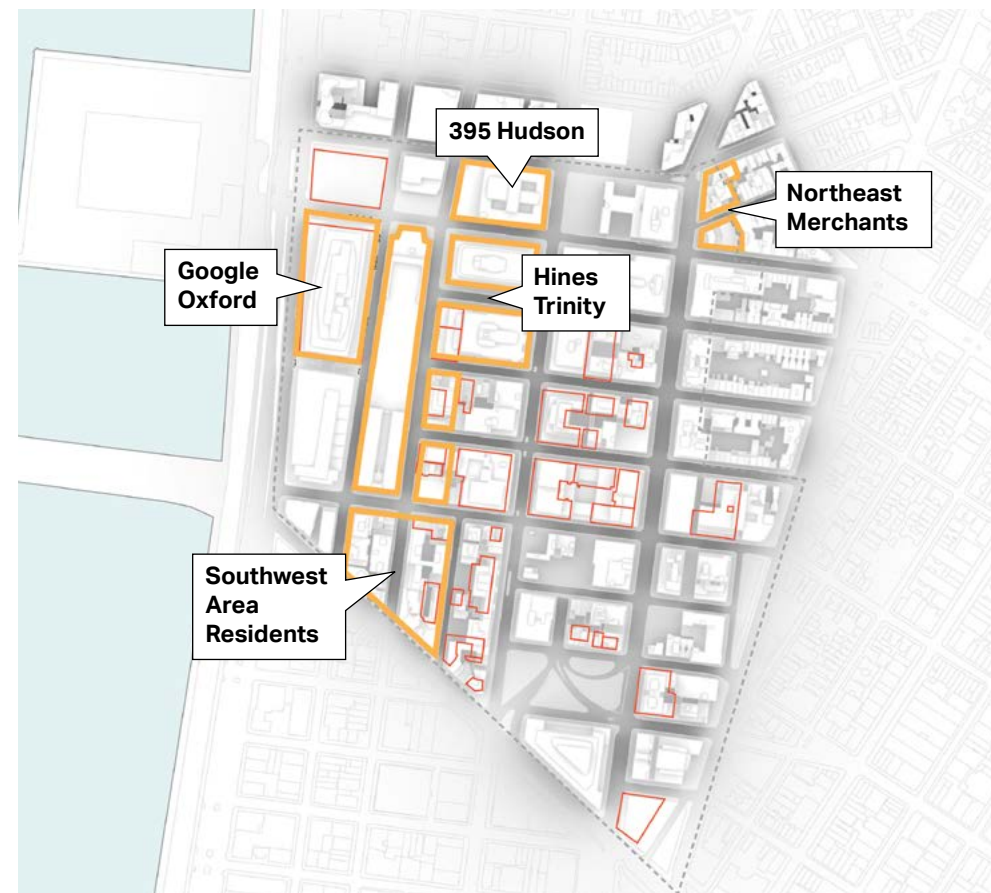 395 Hudson
Northeast
Merchants
Google
Oxford
Hines
Trinity
Southwest
Area
Residents